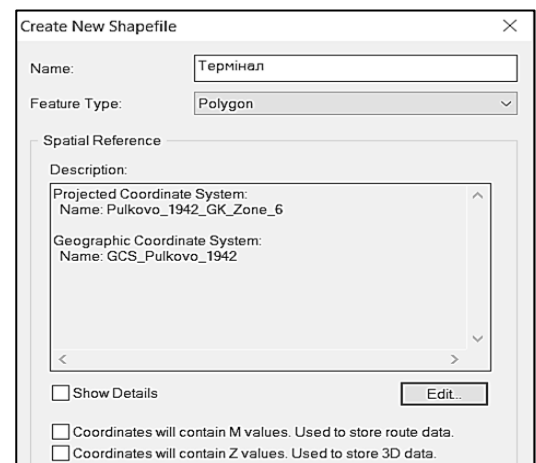 Create New Shapefile
Name:
Термінал
Feature Type:
Polygon
Spatial Reference
Description:
Projected Coordinate System:
Name: Pulkovo_1942_GK_Zone_6
Geographic Coordinate System:
Name: GCS_Pulkovo_1942
Show Details
Edit...
Coordinates will contain M values. Used to store route data.
Coordinates will contain Z values. Used to store 3D data.